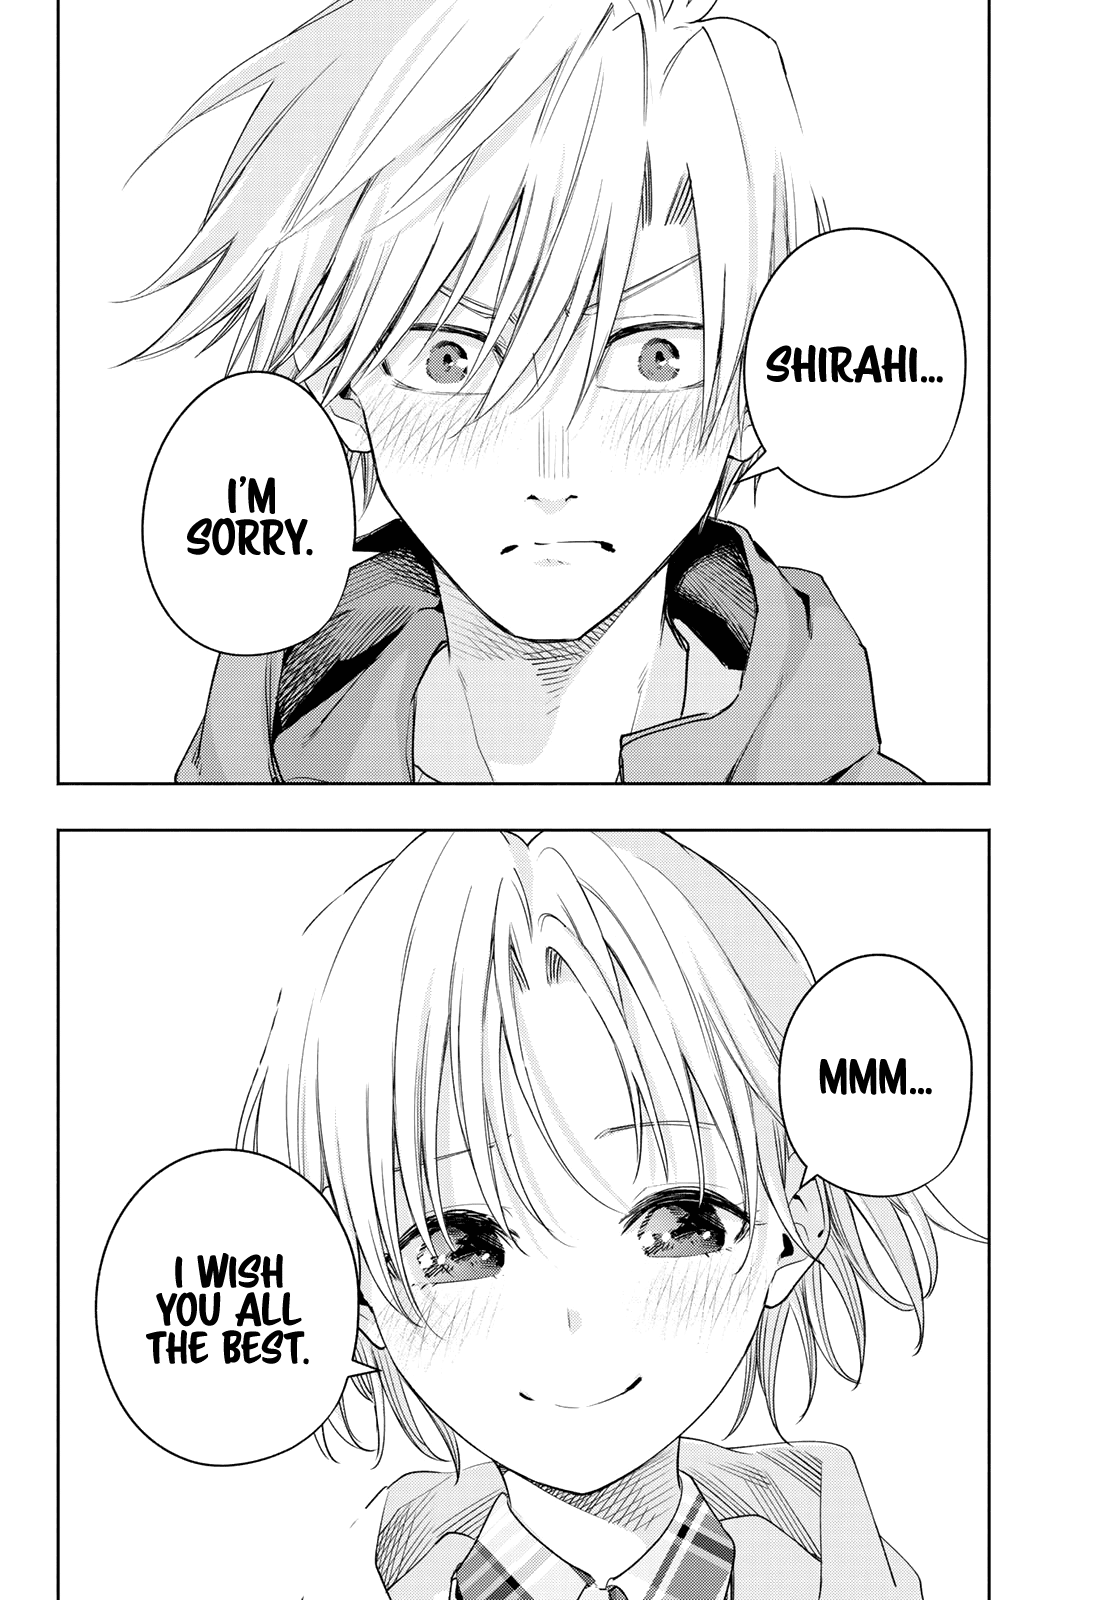 SHIRAHI...
I'M
SORRY.
MMM...
I WISH
YOU ALL
THE BEST.